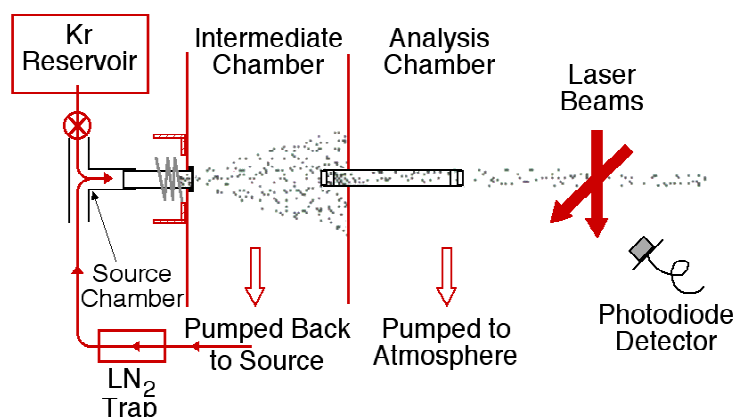 Kr
Reservoir
Intermediate
Chamber
Analysis
Chamber
Laser
Beams
Source
Chamber
Pumped Back
to Source
Pumped to
Atmosphere
Photodiode
Detector
LN2
Trap